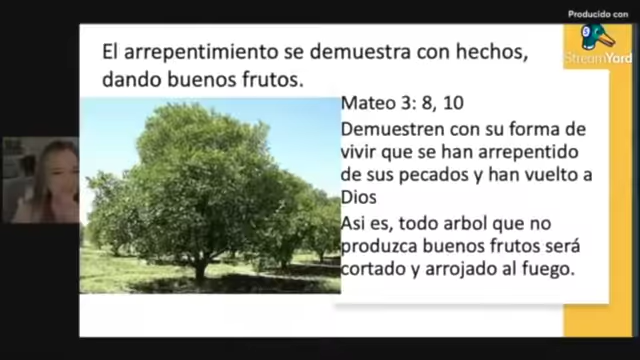 Producido con
StreamYard
El arrepentimiento se demuestra con hechos,
dando buenos frutos.
Mateo 3: 8, 10
Demuestren con su forma de
vivir que se han arrepentido
de sus pecados y han vuelto a
Dios
Asi es, todo arbol que no
produzca buenos frutos será
cortado y arrojado al fuego.